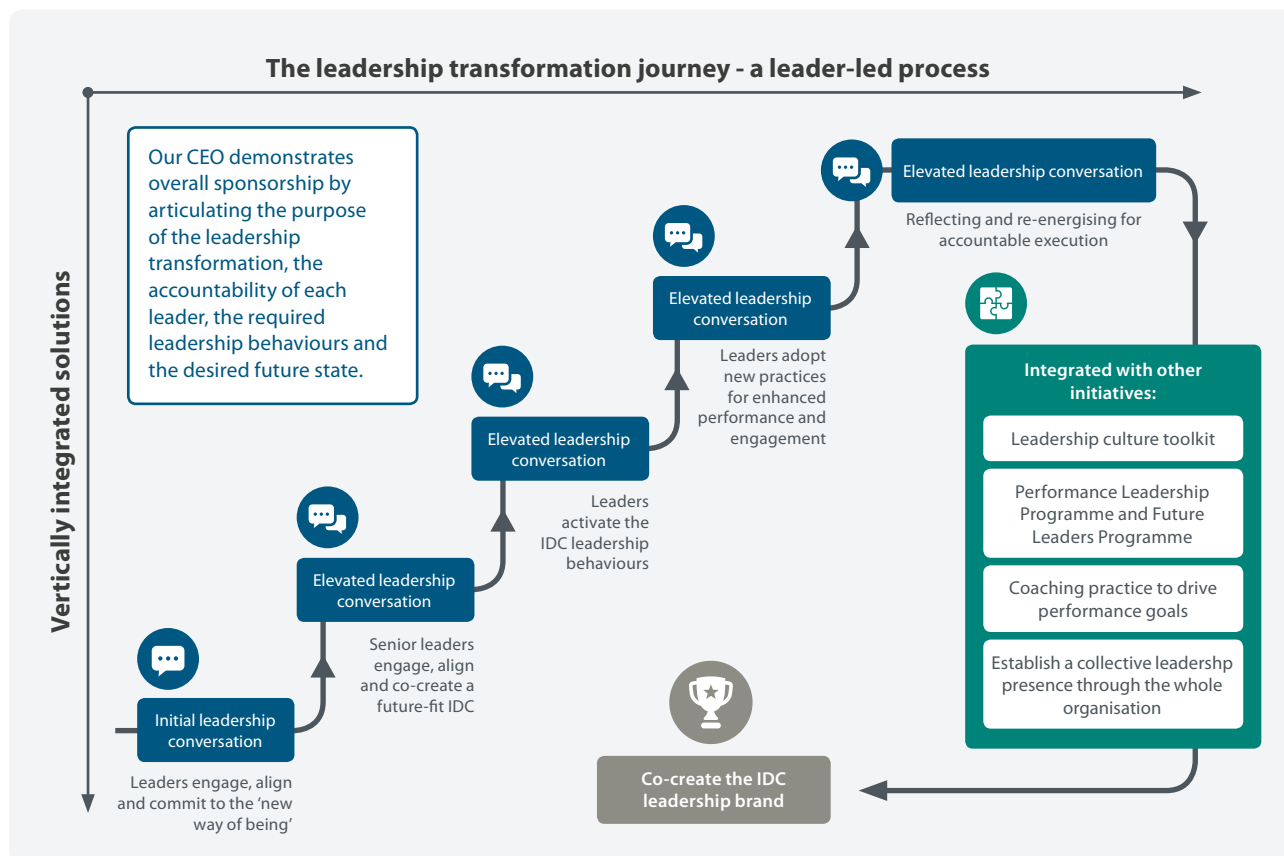 The leadership transformation journey - a leader-led process
Vertically integrated solutions
Our CEO demonstrates
overall sponsorship by
articulating the purpose
of the leadership
transformation, the
accountability of each
leader, the required
leadership behaviours and
the desired future state.
Initial leadership
conversation
Leaders engage, align
and commit to the ‘new
way of being’
Elevated leadership
conversation
Senior leaders
engage, align
and co-create a
future-fit IDC
Elevated leadership
conversation
Leaders
activate the
IDC leadership
behaviours
Elevated leadership
conversation
Leaders adopt
new practices
for enhanced
performance and
engagement
Elevated leadership conversation
Reflecting and re-energising for
accountable execution
Integrated with other
initiatives:
Leadership culture toolkit
Performance Leadership
Programme and Future
Leaders Programme
Coaching practice to drive
performance goals
Establish a collective leadershp
presence through the whole
organisation
Co-create the IDC
leadership brand